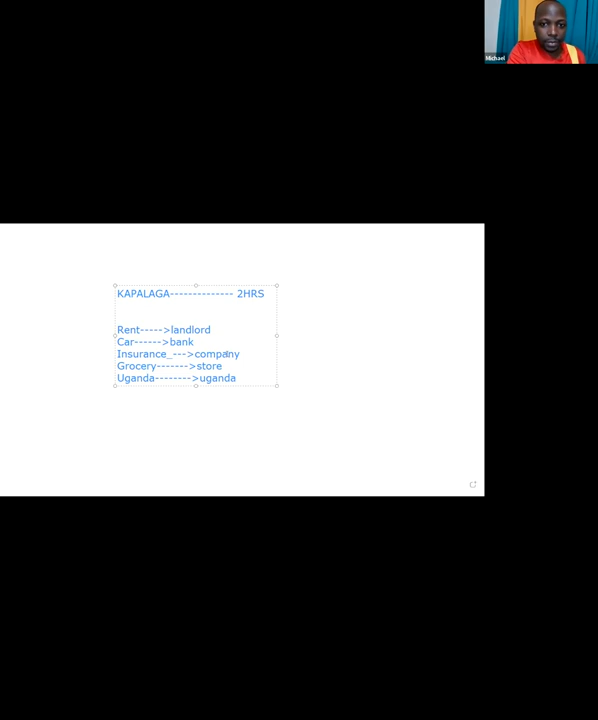 Michael
KAPALAGA-------------- 2HRS
Rent----->landlord
Car------>bank
Insurance_--->company
Grocery------->store
Uganda-------->uganda